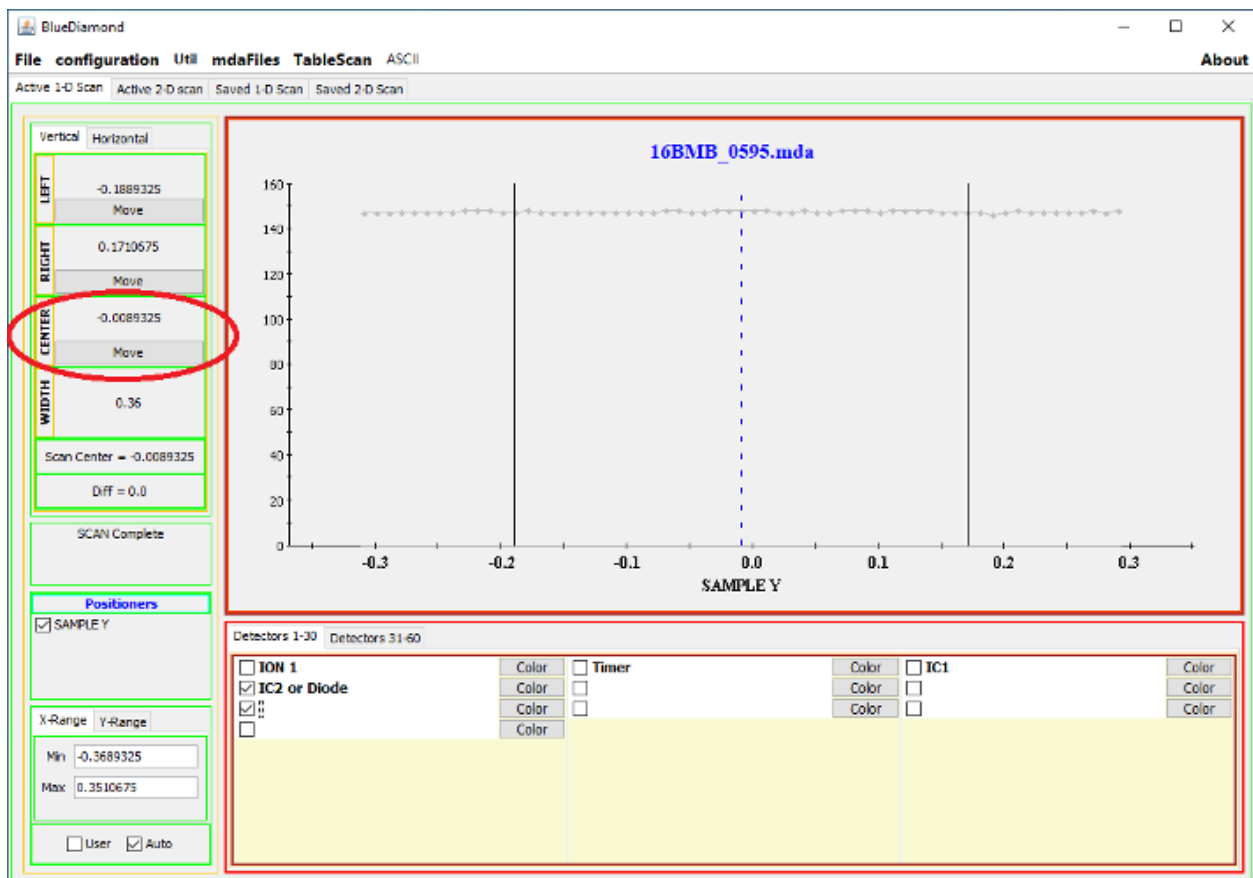 BlueDiamond
File configuration Util mdaFiles TableScan ASCII About
Active 1-D Scan Active 2-D scan Saved 1-D Scan Saved 2-D Scan
Vertical Horizontal
LEFT
-0.1889325
Move
RIGHT
0.1710675
Move
CENTER
-0.0089325
Move
WIDTH
0.36
Scan Center = -0.0089325
Diff = 0.0
SCAN Complete
Positioners
SAMPLE Y
X-Range Y-Range
Min -0.3689325
Max 0.3510675
User Auto
16BMB_0595.mda
160
140
120
100
80
60
40
20
0
-0.3 -0.2 -0.1 0.0 0.1 0.2 0.3
SAMPLE Y
Detectors 1-30 Detectors 31-60
ION 1 Color Timer Color IC1 Color
IC2 or Diode Color Color Color
Color Color Color
Color